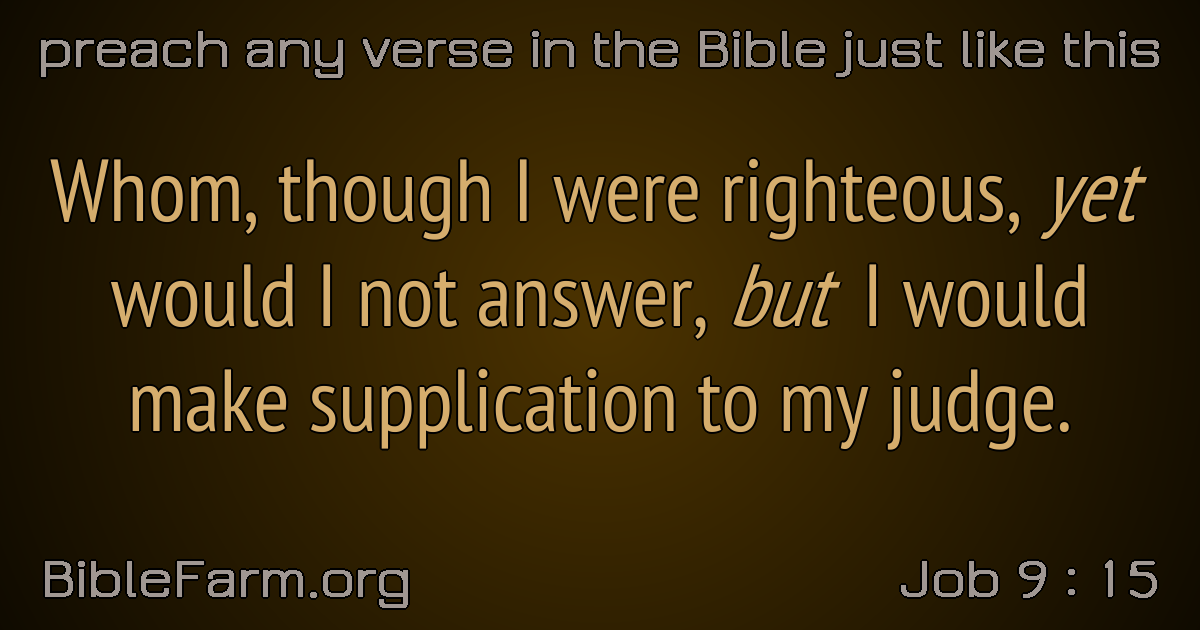 preach any verse in the Bible just like this
Whom, though I were righteous, yet
would I not answer, but I would
make supplication to my judge.
BibleFarm.org
Job 9 : 15